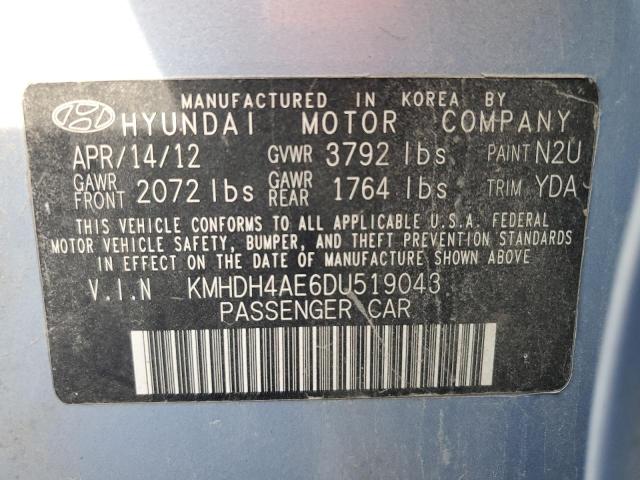 MANUFACTURED IN KOREA BY
HYUNDAI MOTOR COMPANY
APR/14/12 GVWR 3792 lbs PAINT N2U
GAWR FRONT 2072 lbs GAWR REAR 1764 lbs TRIM YDA
THIS VEHICLE CONFORMS TO ALL APPLICABLE U.S.A. FEDERAL
MOTOR VEHICLE SAFETY, BUMPER, AND THEFT PREVENTION STANDARDS
IN EFFECT ON THE DATE OF MANUFACTURE SHOWN ABOVE.
V.I.N KMHDH4AE6DU519043
PASSENGER CAR